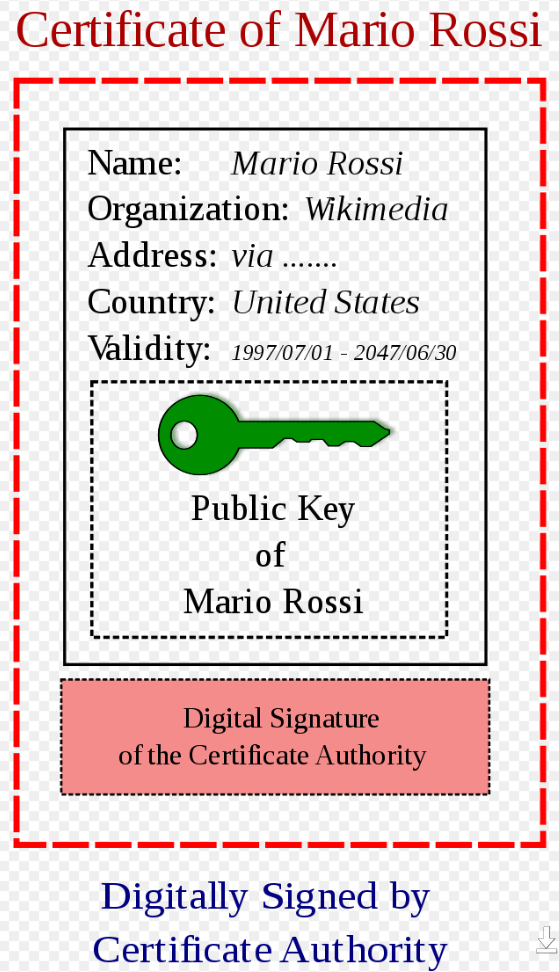 Certificate of Mario Rossi
Name: Mario Rossi
Organization: Wikimedia
Address: via .......
Country: United States
Validity: 1997/07/01 - 2047/06/30
Public Key
of
Mario Rossi
Digital Signature
of the Certificate Authority
Digitally Signed by
Certificate Authority